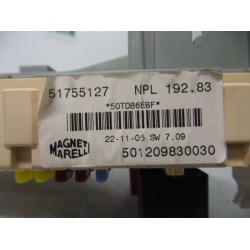 51755127 NPL 192.83
*50TDB6EBF*
22-11-05 SW 7.09
MAGNETI
MARELLI
501209830030